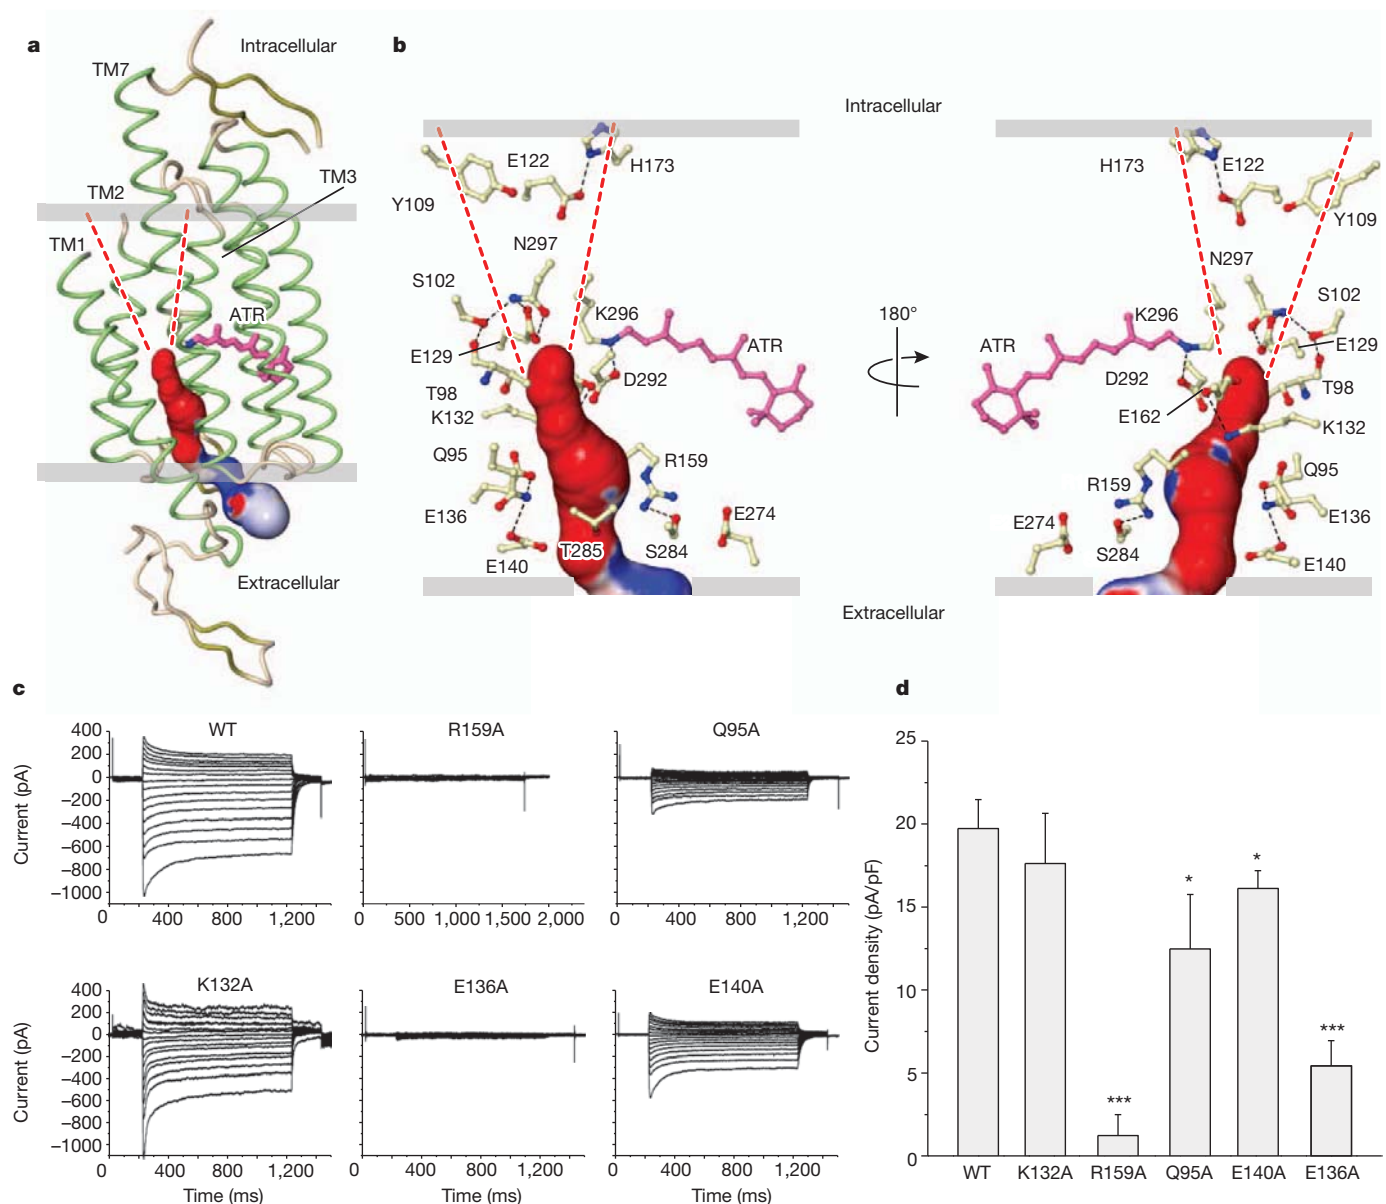 a
Intracellular
TM7
TM3
TM2
TM1
ATR
Extracellular
b
Intracellular
E122
H173
Y109
N297
S102
K296
ATR
E129
D292
T98
K132
Q95
R159
E136
E274
T285
S284
E140
180°
H173
E122
Y109
N297
S102
K296
ATR
E129
D292
T98
E162
K132
R159
Q95
E274
E136
S284
E140
Extracellular
c
WT
R159A
Q95A
Current (pA)
400
200
0
–200
–400
–600
–800
–1000
0 400 800 1,200
0 500 1,000 1,500 2,000
0 400 800 1,200
K132A
E136A
E140A
Current (pA)
400
200
0
–200
–400
–600
–800
–1000
0 400 800 1,200
0 400 800 1,200
0 400 800 1,200
Time (ms)
Time (ms)
Time (ms)
d
Current density (pA/pF)
25
20
15
10
5
0
*
*
***
***
WT K132A R159A Q95A E140A E136A